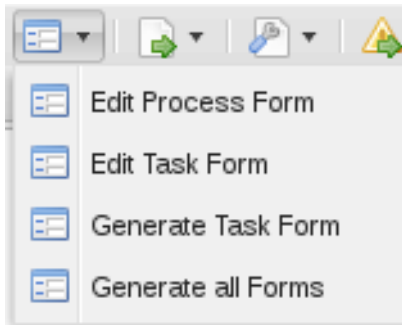 Edit Process Form
Edit Task Form
Generate Task Form
Generate all Forms